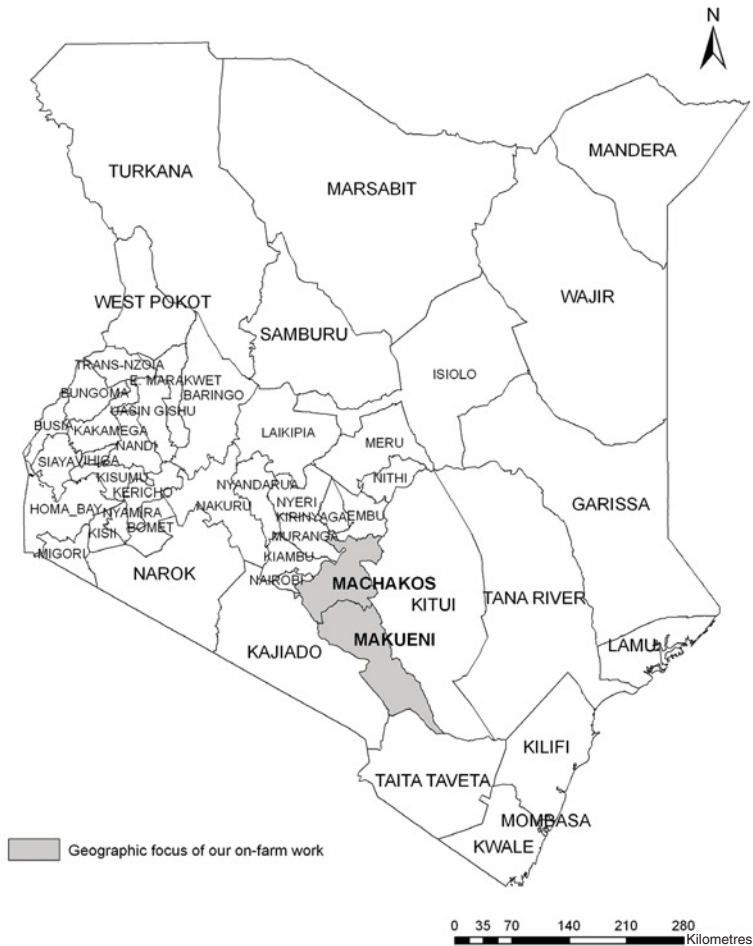 N
MANDERA
TURKANA
MARSABIT
WEST POKOT
WAJIR
SAMBURU
TRANS-NZOIA
ISIOLO
E. MARAKWET
BUNGOMA
BARINGO
UASIN GISHU
BUSIA
KAKAMEGA
LAIKIPIA
NANDI
MERU
SIAYA
VIHIGA
KISUMU
NITHI
NYANDARUA
KERICHO
NYERI
GARISSA
HOMA_BAY
NYAMIRA
NAKURU
KIRINYAGA
EMBU
BOMET
KISII
MURANGA
MIGORI
KIAMBU
NAROK
NAIROBI
MACHAKOS
TANA RIVER
KITUI
MAKUENI
LAMU
KAJIADO
KILIFI
TAITA TAVETA
MOMBASA
KWALE
Geographic focus of our on-farm work
0 35 70 140 210 280
Kilometres